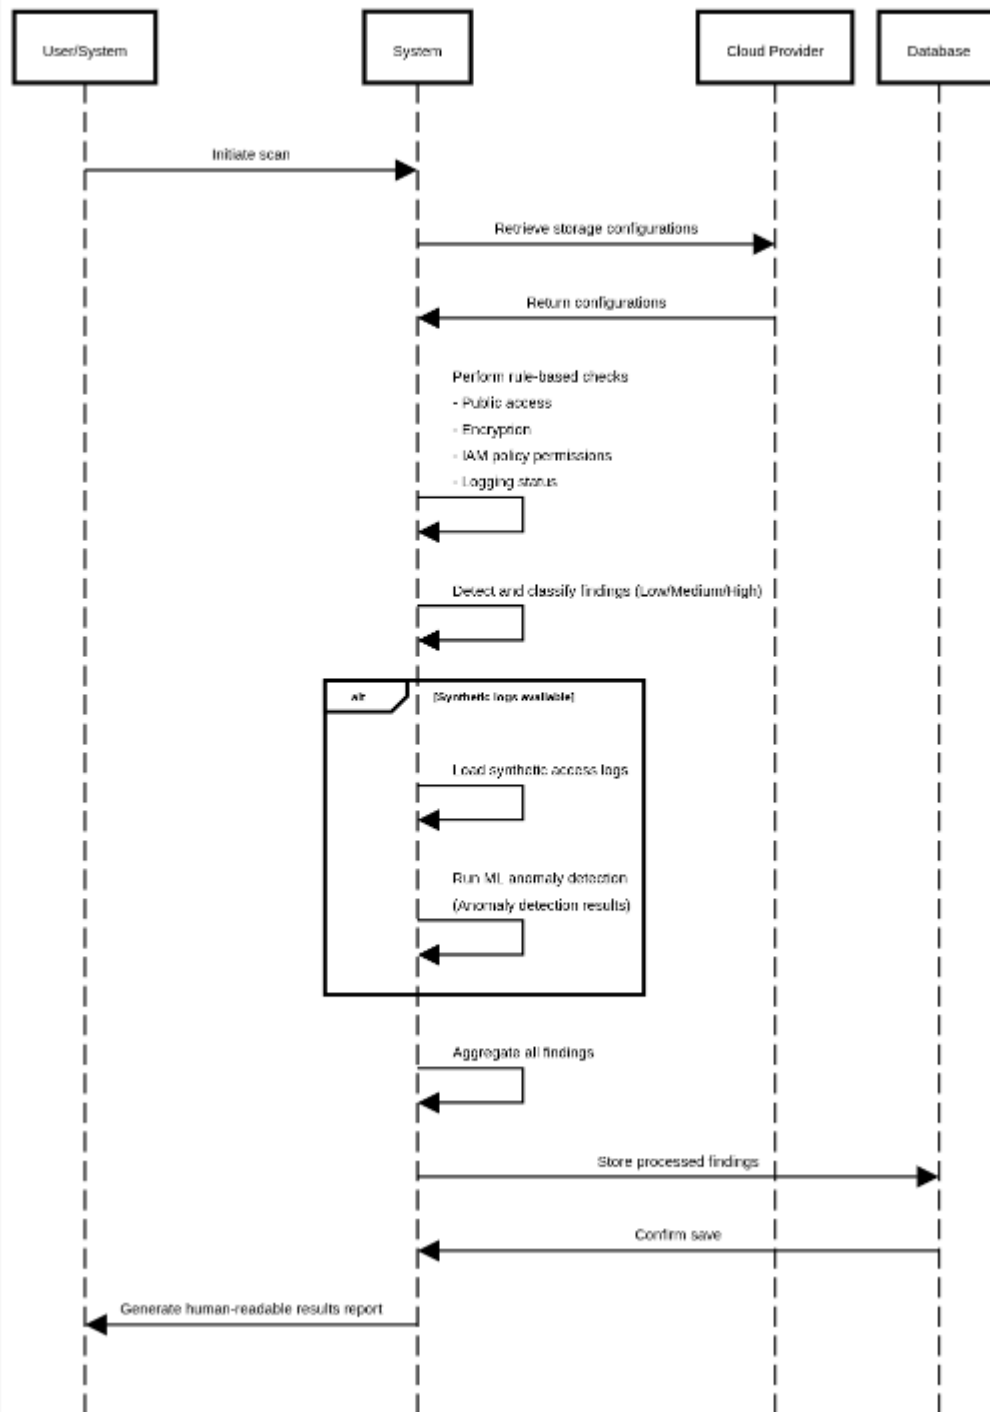 User/System
System
Cloud Provider
Database
Initiate scan
Retrieve storage configurations
Return configurations
Perform rule-based checks
- Public access
- Encryption
- IAM policy permissions
- Logging status
Detect and classify findings (Low/Medium/High)
alt
[Synthetic logs available]
Load synthetic access logs
Run ML anomaly detection
(Anomaly detection results)
Aggregate all findings
Store processed findings
Confirm save
Generate human-readable results report